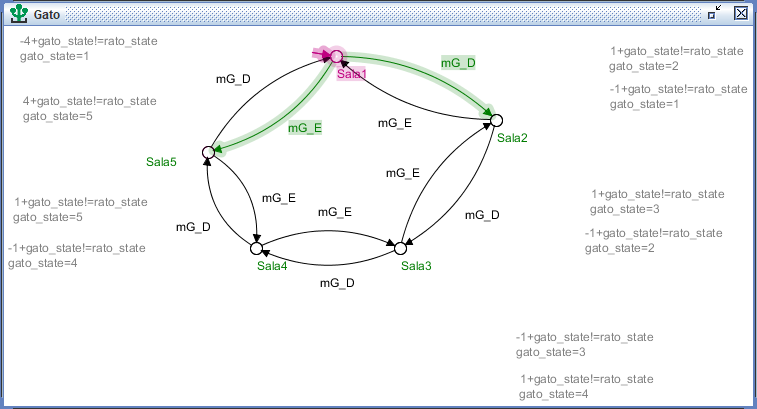 Gato
-4+gato_state!=rato_state
gato_state=1
1+gato_state!=rato_state
gato_state=2
mG_D
mG_D
Sala1
4+gato_state!=rato_state
gato_state=5
-1+gato_state!=rato_state
gato_state=1
mG_E
mG_E
Sala2
Sala5
mG_E
mG_E
1+gato_state!=rato_state
gato_state=5
mG_D
mG_E
mG_D
1+gato_state!=rato_state
gato_state=3
-1+gato_state!=rato_state
gato_state=4
-1+gato_state!=rato_state
gato_state=2
Sala4
Sala3
mG_D
-1+gato_state!=rato_state
gato_state=3
1+gato_state!=rato_state
gato_state=4